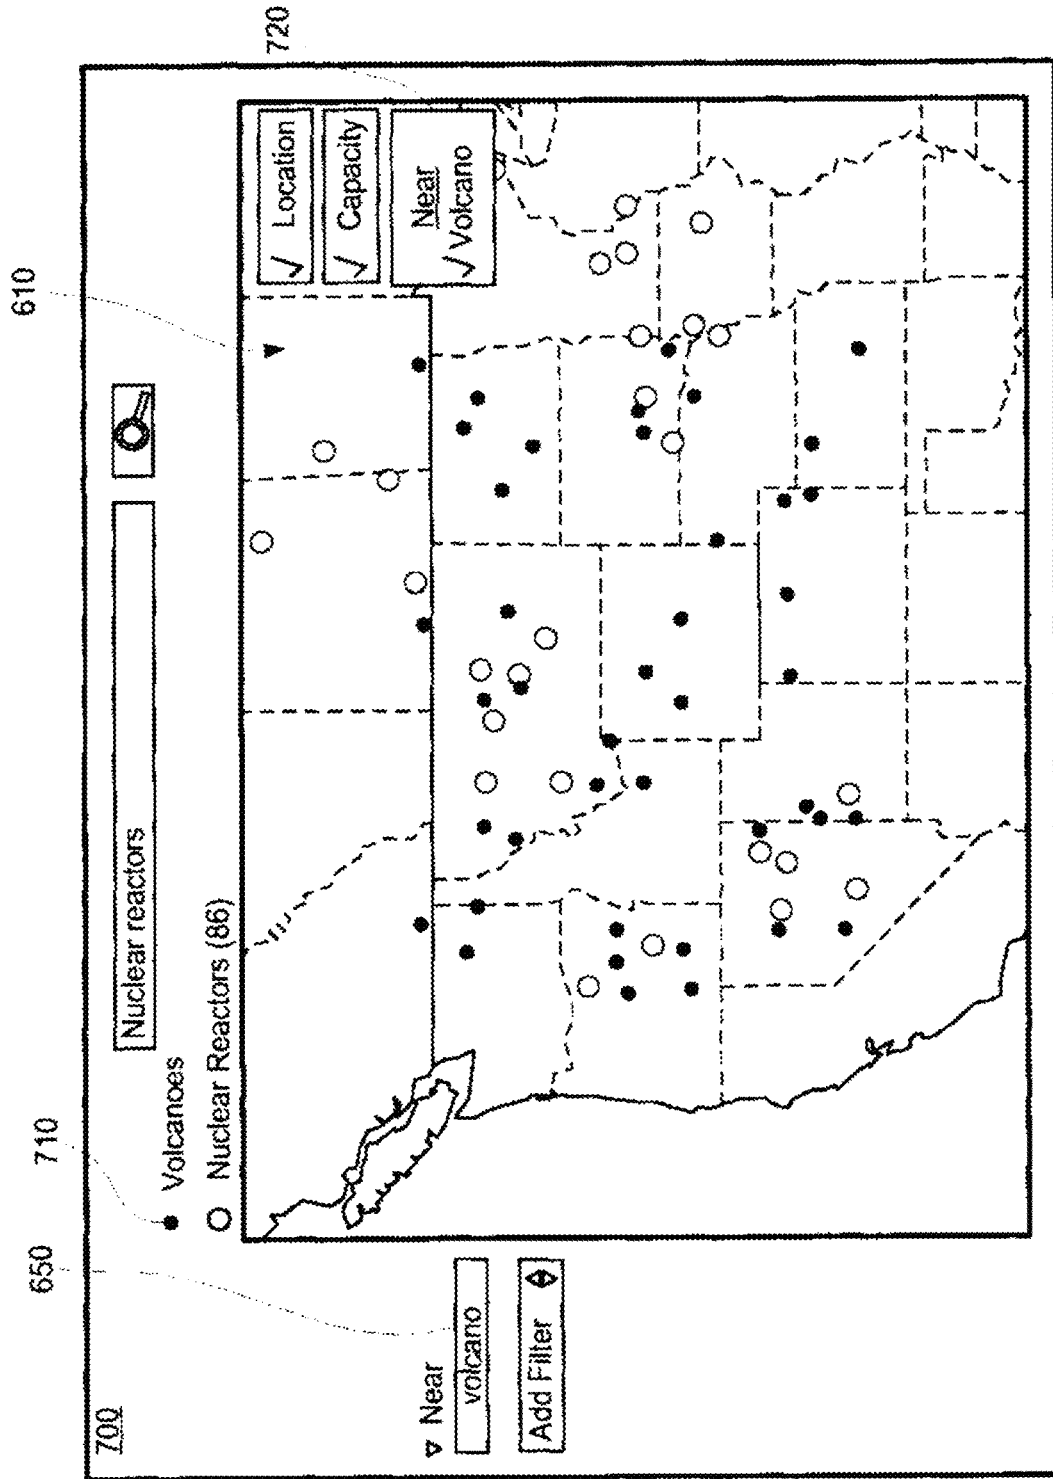 700
650
710
610
720
Nuclear reactors
Volcanoes
Nuclear Reactors (86)
Near
volcano
Add Filter
√ Location
√ Capacity
Near
√ Volcano